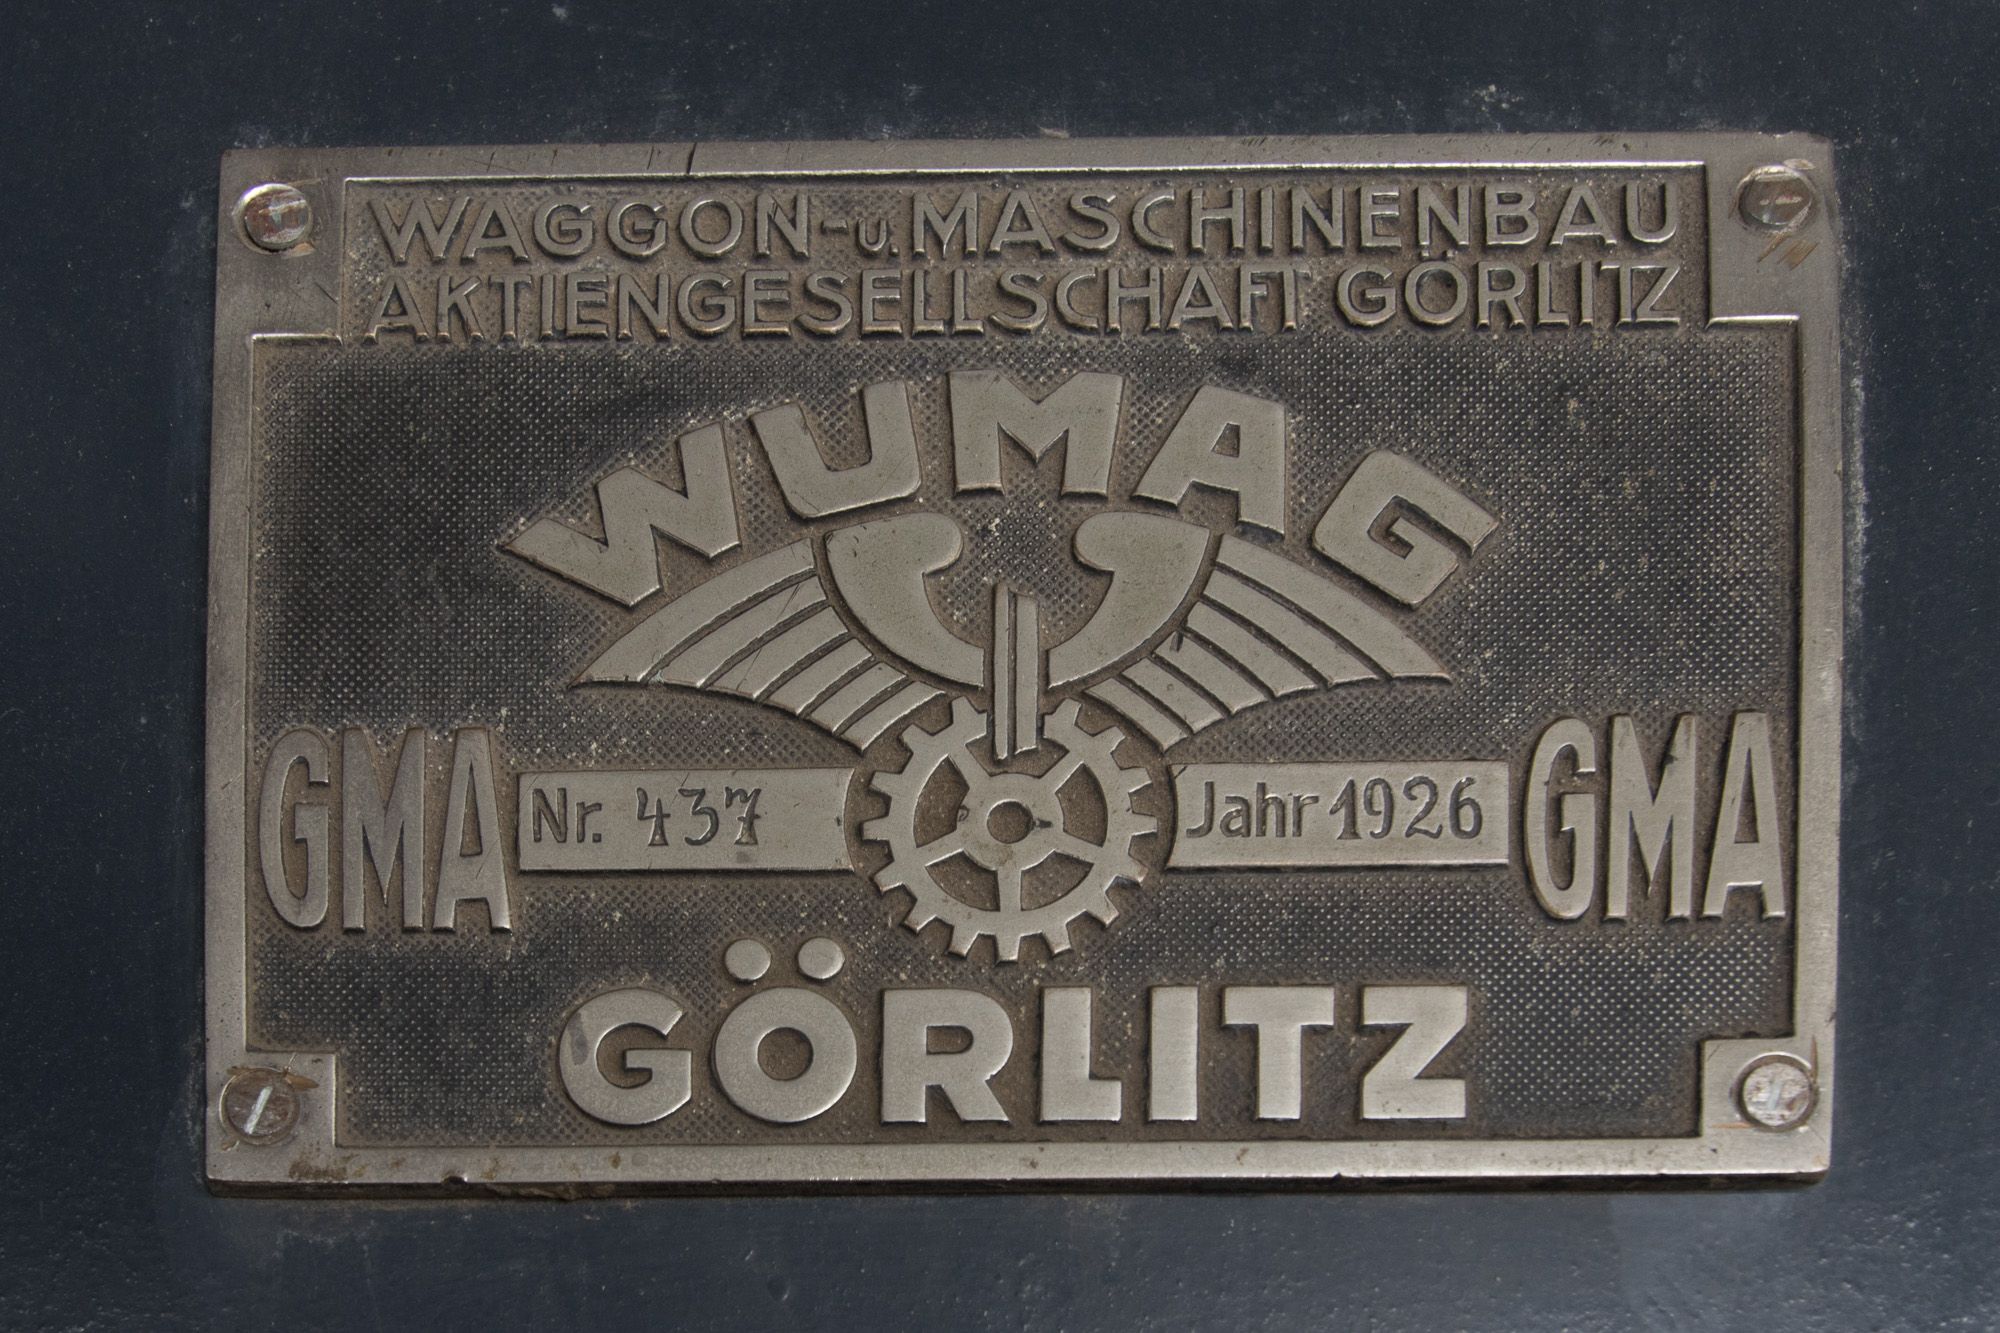 WAGGON-u. MASCHINENBAU
AKTIENGESELLSCHAFT GÖRLITZ
WUMAG
GMA Nr. 437 Jahr 1926 GMA
GÖRLITZ